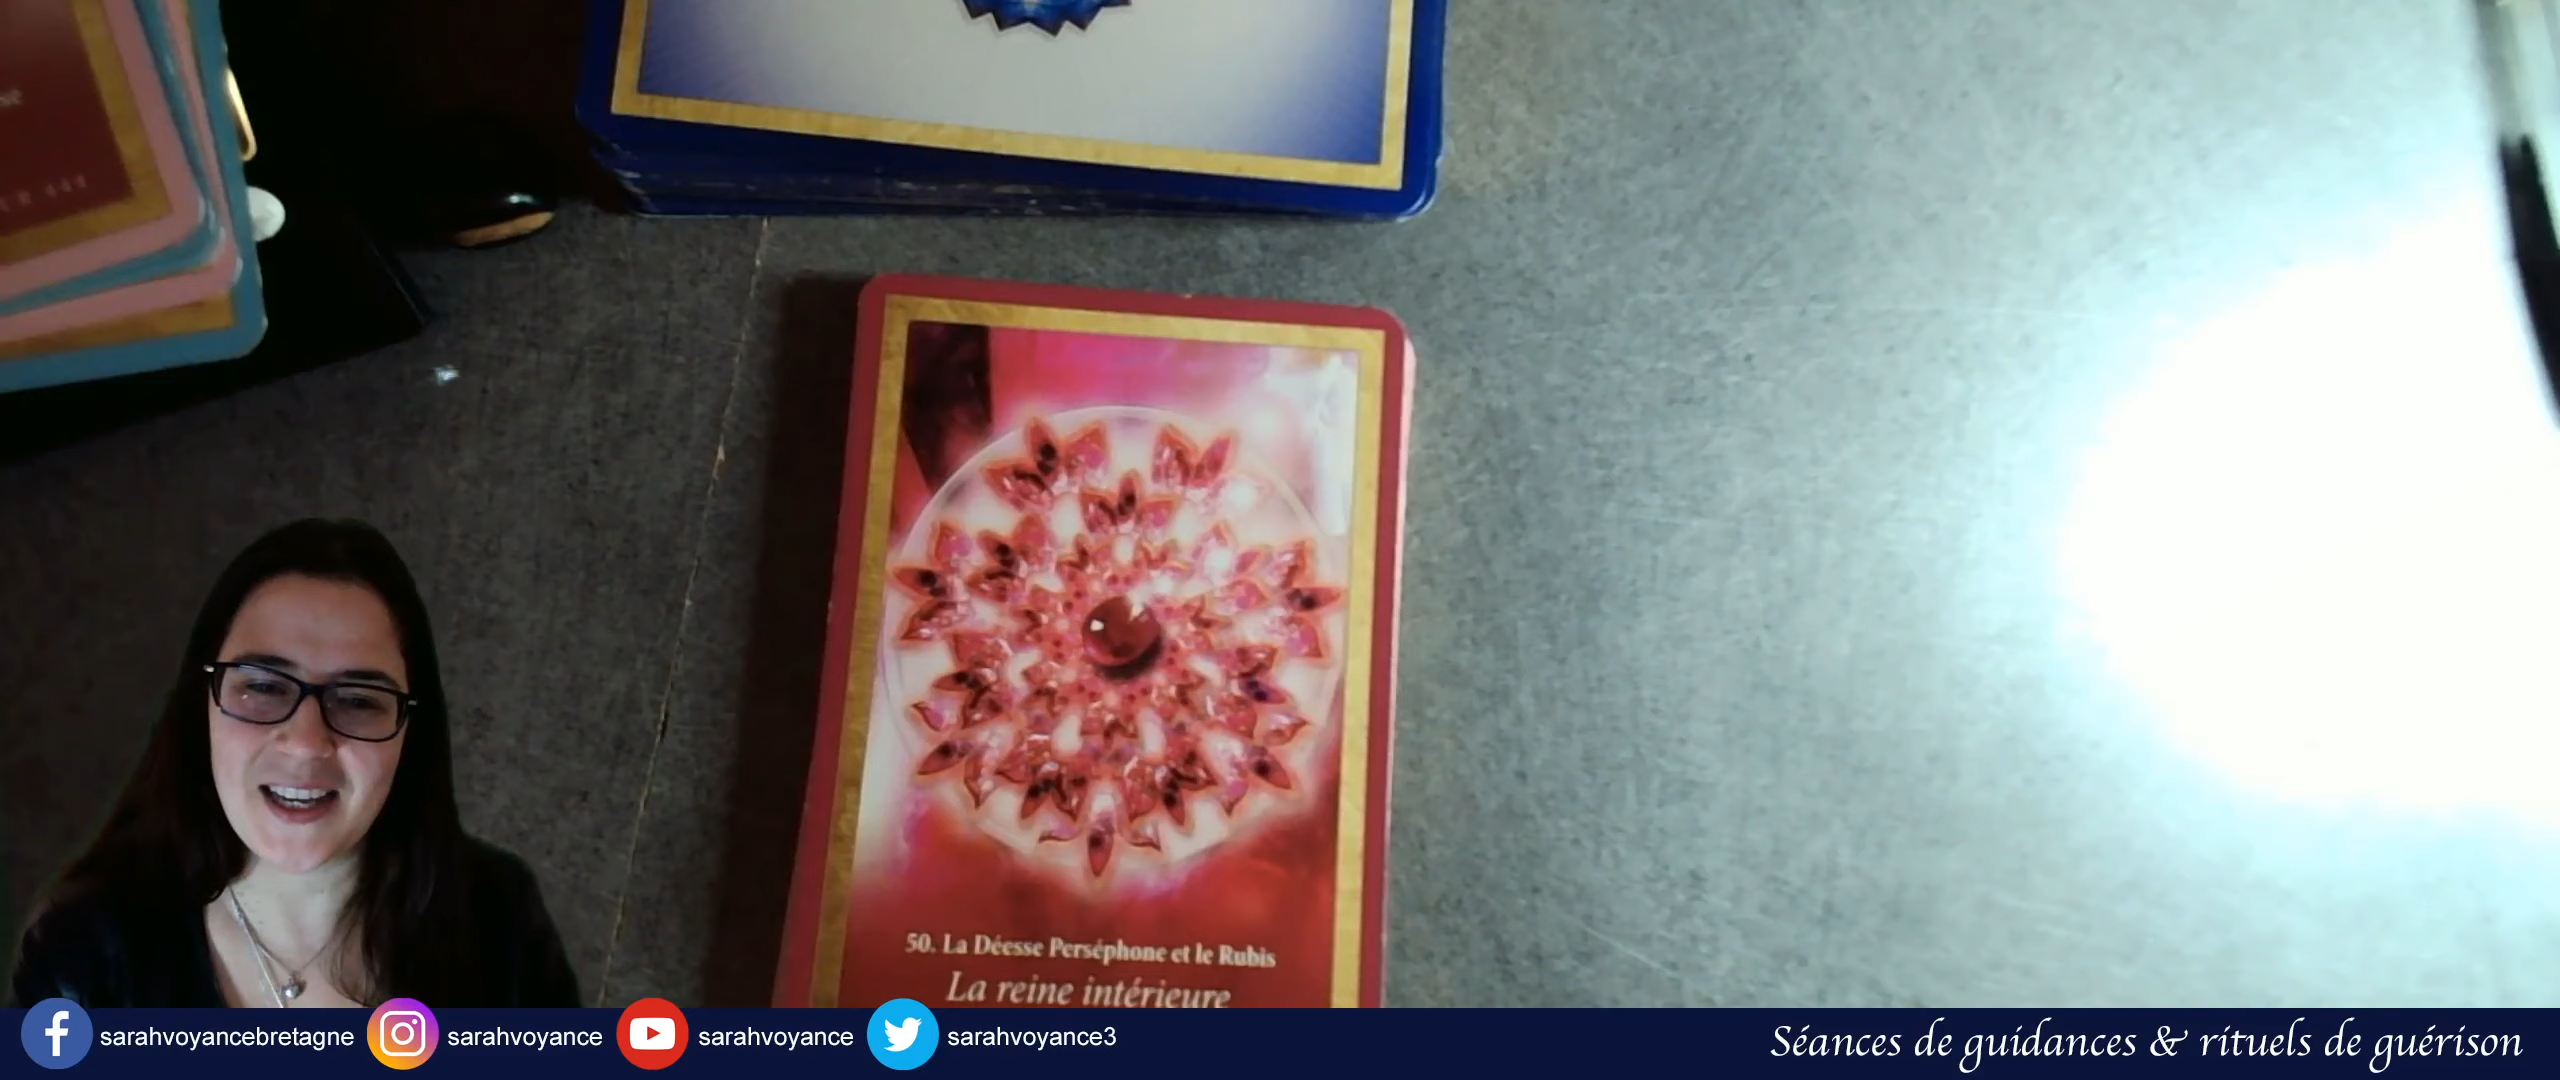 50. La Déesse Perséphone et le Rubis
La reine intérieure
sarahvoyancebretagne
sarahvoyance
sarahvoyance
sarahvoyance3
Séances de guidances & rituels de guérison